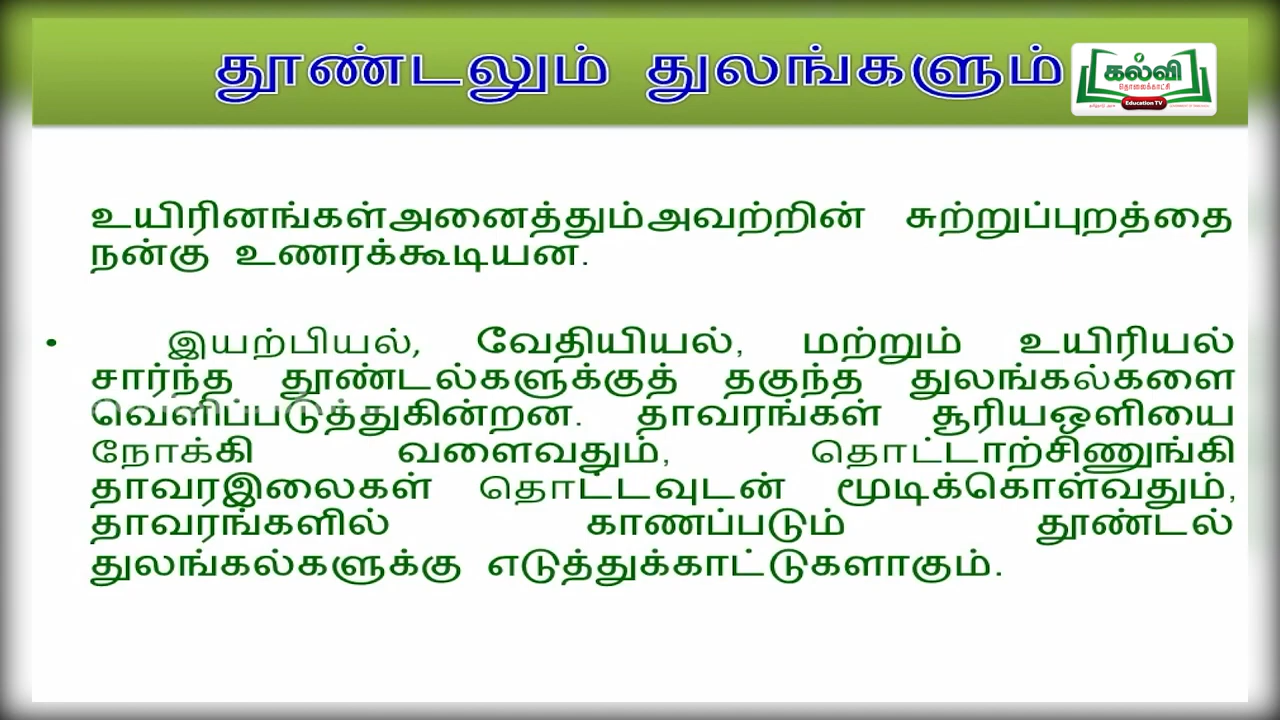 தூண்டலும் துலங்களும்
கல்வி
தொலைக்காட்சி
Education TV
உயிரினங்கள்அனைத்தும்அவற்றின் சுற்றுப்புறத்தை
நன்கு உணரக்கூடியன.
• இயற்பியல், வேதியியல், மற்றும் உயிரியல்
சார்ந்த தூண்டல்களுக்குத் தகுந்த துலங்கல்களை
வெளிப்படுத்துகின்றன. தாவரங்கள் சூரியஒளியை
நோக்கி வளைவதும், தொட்டாற்சிணுங்கி
தாவரஇலைகள் தொட்டவுடன் மூடிக்கொள்வதும்,
தாவரங்களில் காணப்படும் தூண்டல்
துலங்கல்களுக்கு எடுத்துக்காட்டுகளாகும்.